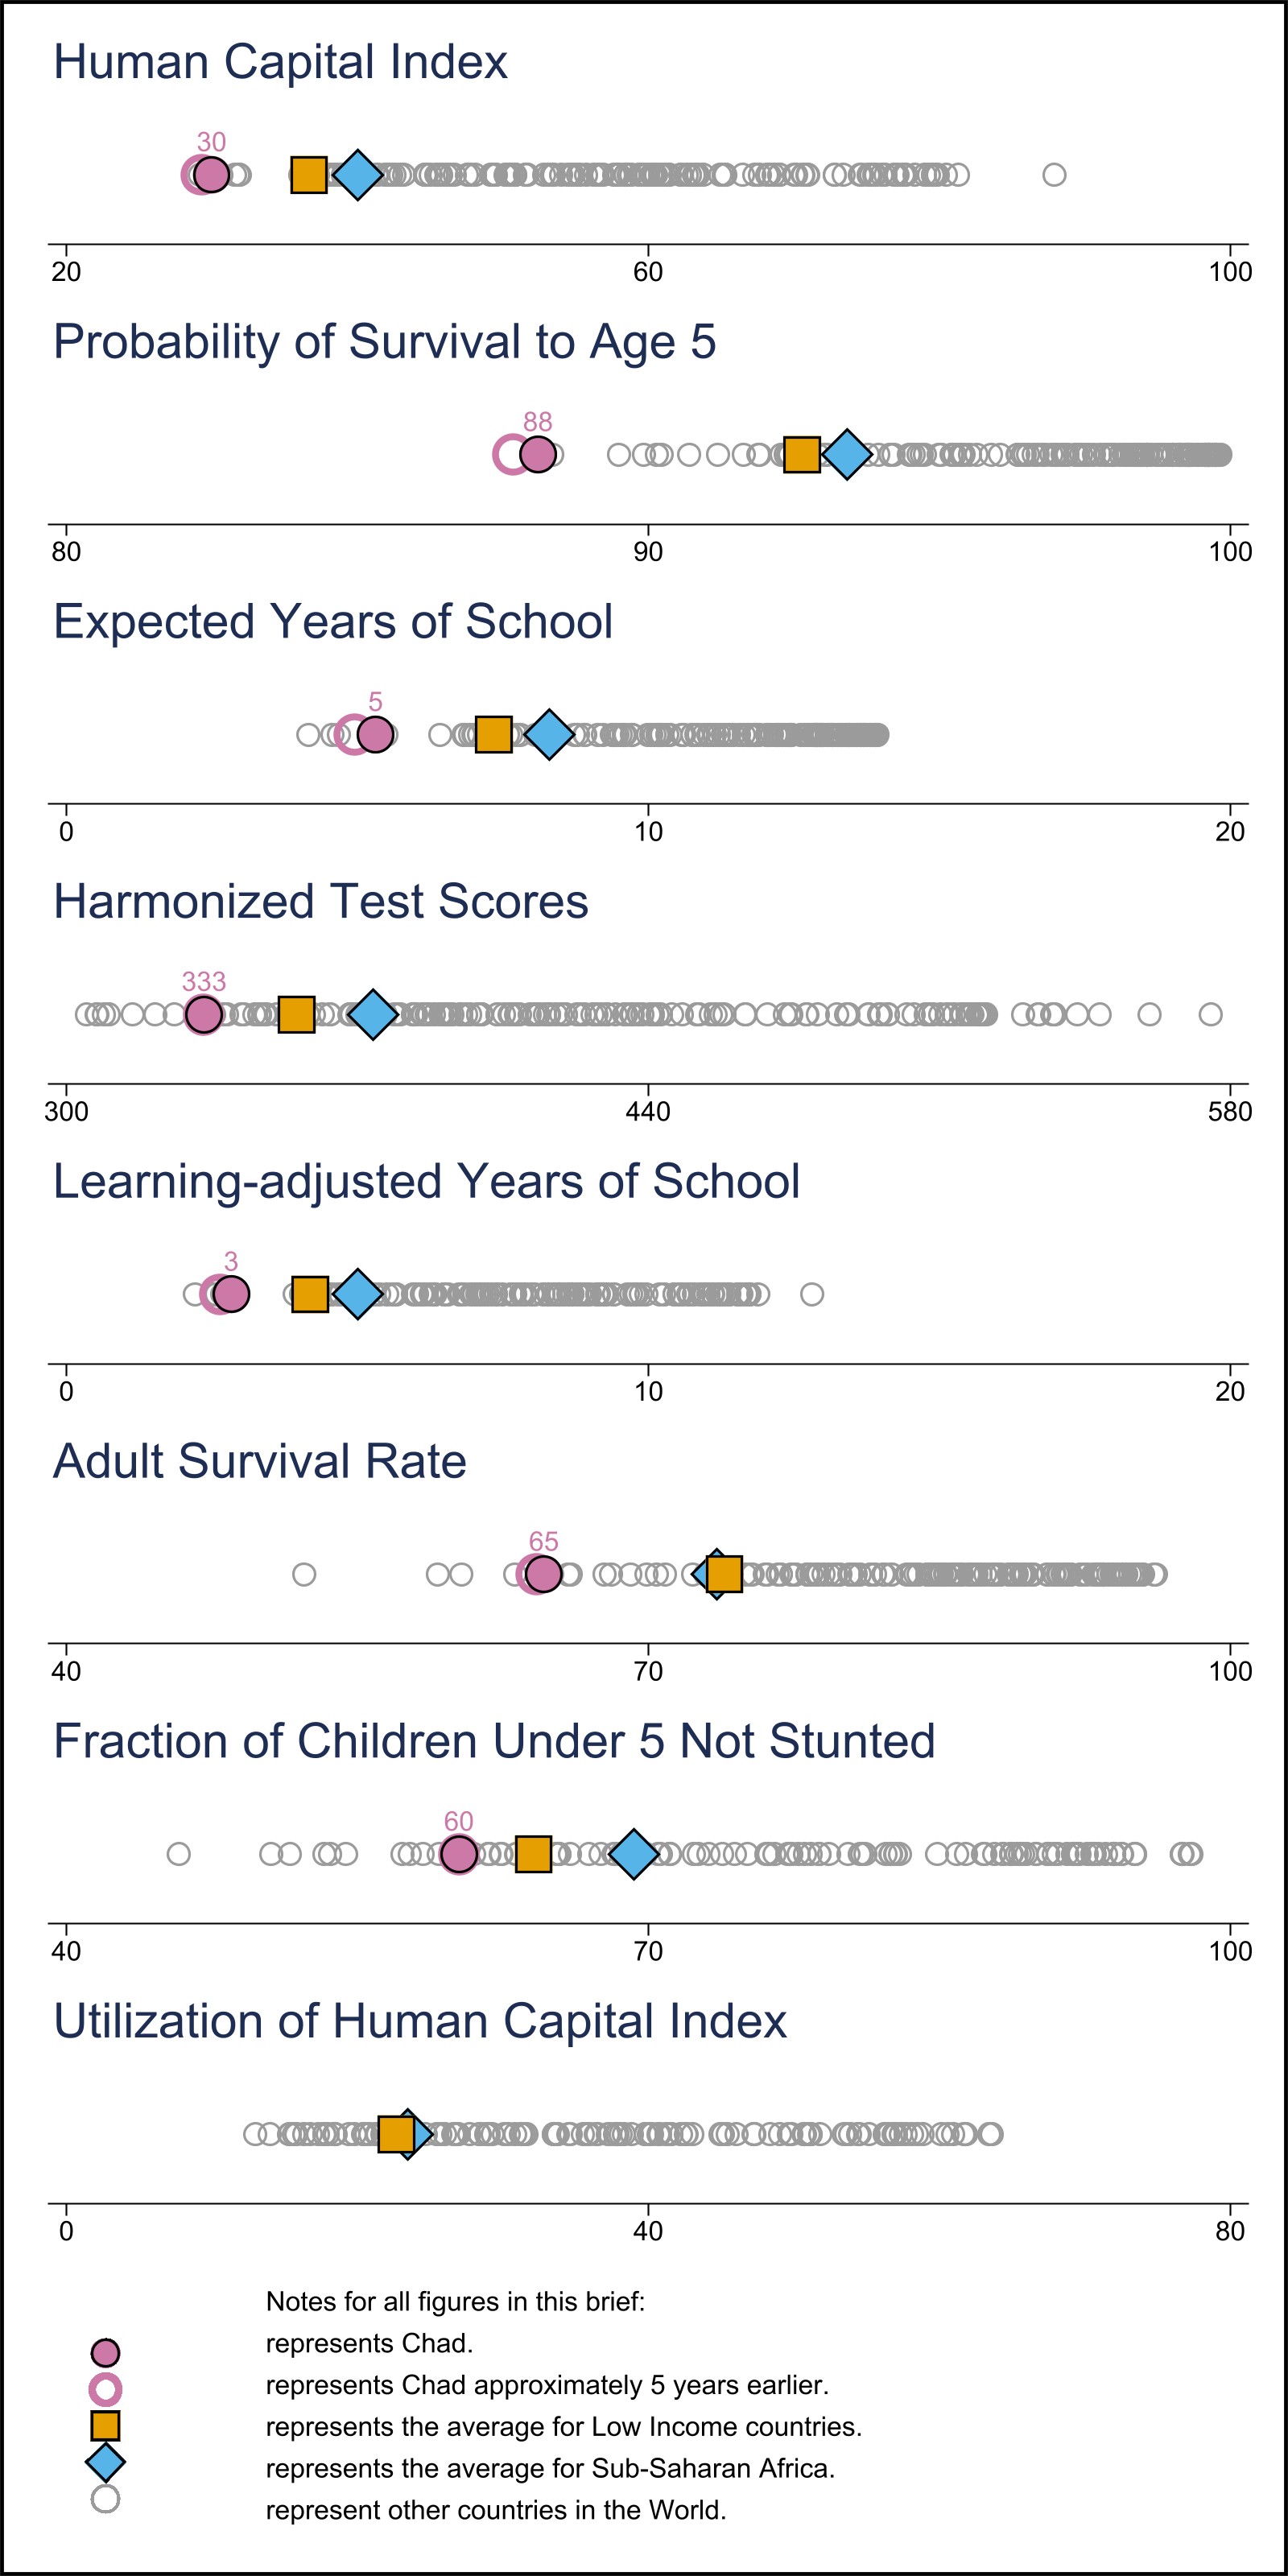 Human Capital Index
30
20 60 100
Probability of Survival to Age 5
88
80 90 100
Expected Years of School
5
0 10 20
Harmonized Test Scores
333
300 440 580
Learning-adjusted Years of School
3
0 10 20
Adult Survival Rate
65
40 70 100
Fraction of Children Under 5 Not Stunted
60
40 70 100
Utilization of Human Capital Index
0 40 80
Notes for all figures in this brief:
represents Chad.
represents Chad approximately 5 years earlier.
represents the average for Low Income countries.
represents the average for Sub-Saharan Africa.
represent other countries in the World.